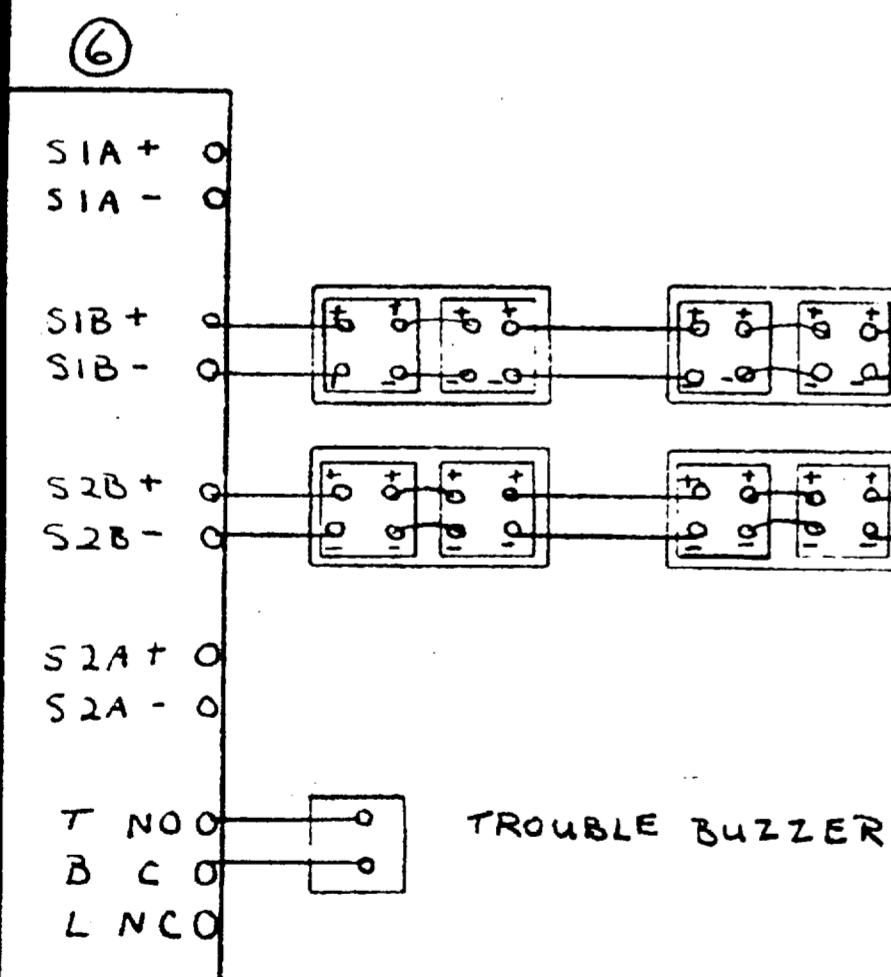 6
S1A +
S1A -
S1B +
S1B -
+ + + + + + + +
- - - - - - -
S2B +
S2B -
+ + + + + + + +
- - - - - - - -
S2A +
S2A -
T NO
TROUBLE BUZZER
B C
L NC